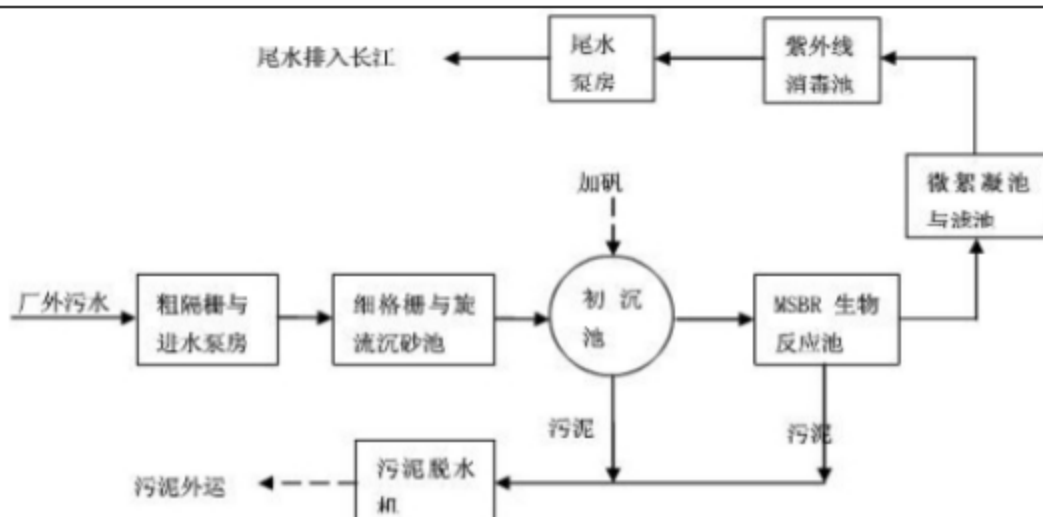 尾水排入长江
尾水
泵房
紫外线
消毒池
微絮凝池
与滤池
加矾
厂外污水
粗隔栅与
进水泵房
细格栅与旋
流沉砂池
初沉
池
MSBR 生物
反应池
污泥
污泥
污泥外运
污泥脱水
机